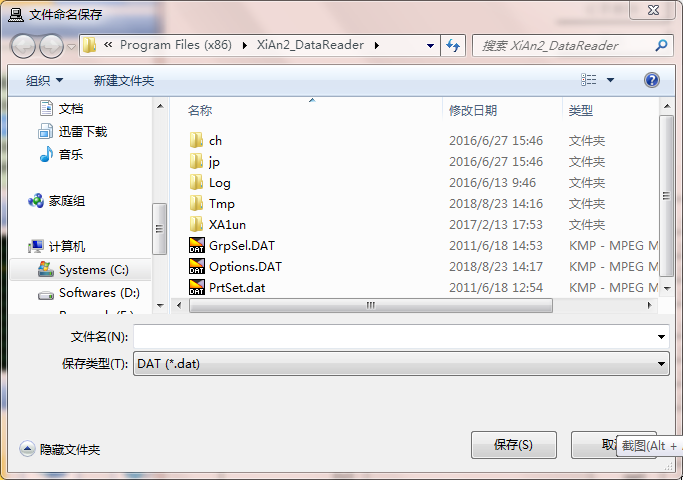 文件命名保存
« Program Files (x86) ▸ XiAn2_DataReader ▸
搜索 XiAn2_DataReader
组织 新建文件夹
文档
迅雷下载
音乐
家庭组
计算机
Systems (C:)
Softwares (D:)
名称 修改日期 类型
ch 2016/6/27 15:46 文件夹
jp 2016/6/27 15:46 文件夹
Log 2016/6/13 9:46 文件夹
Tmp 2018/8/23 14:16 文件夹
XA1un 2017/2/13 17:53 文件夹
GrpSel.DAT 2011/6/18 14:53 KMP - MPEG M
Options.DAT 2018/8/23 14:17 KMP - MPEG M
PrtSet.dat 2011/6/18 12:54 KMP - MPEG M
文件名(N):
保存类型(T): DAT (*.dat)
隐藏文件夹
保存(S)
取
截图(Alt +